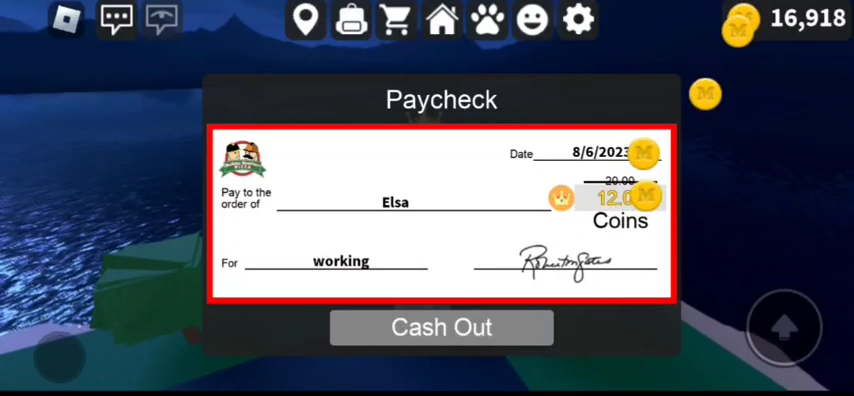 16,918
Paycheck
Date 8/6/2023
20.00
Pay to the
order of Elsa 12.0
Coins
For working
Cash Out